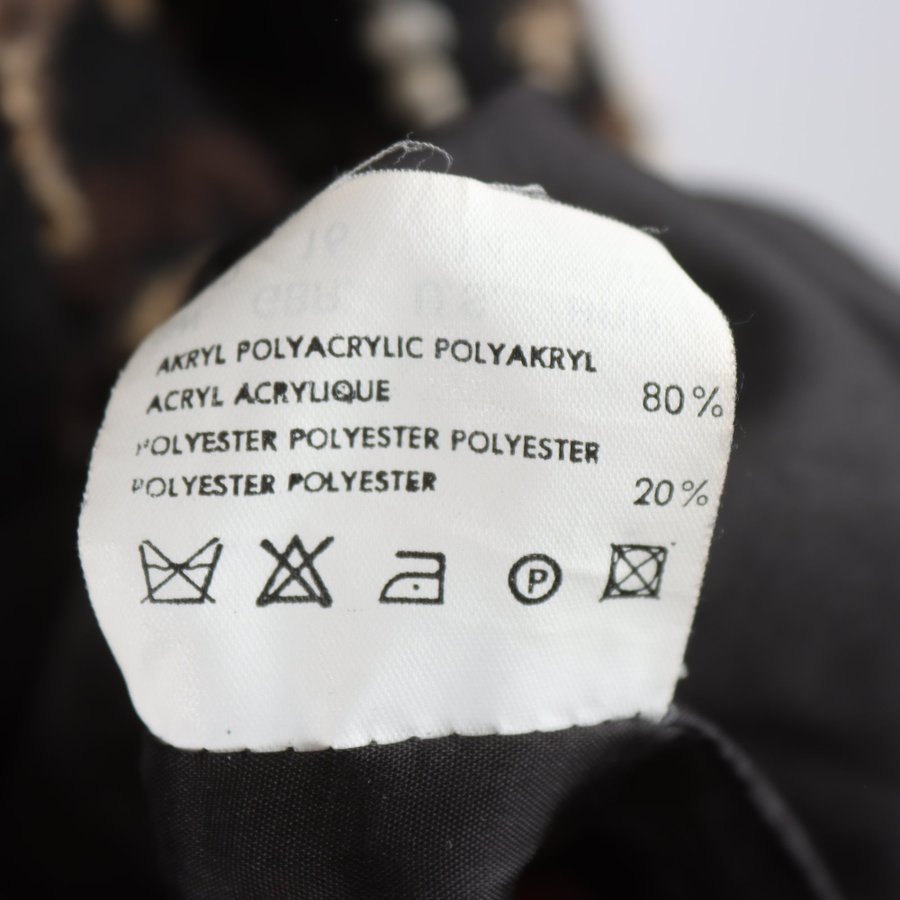 AKRYL POLYACRYLIC POLYAKRYL
ACRYL ACRYLIQUE 80%
POLYESTER POLYESTER POLYESTER
POLYESTER POLYESTER 20%
P